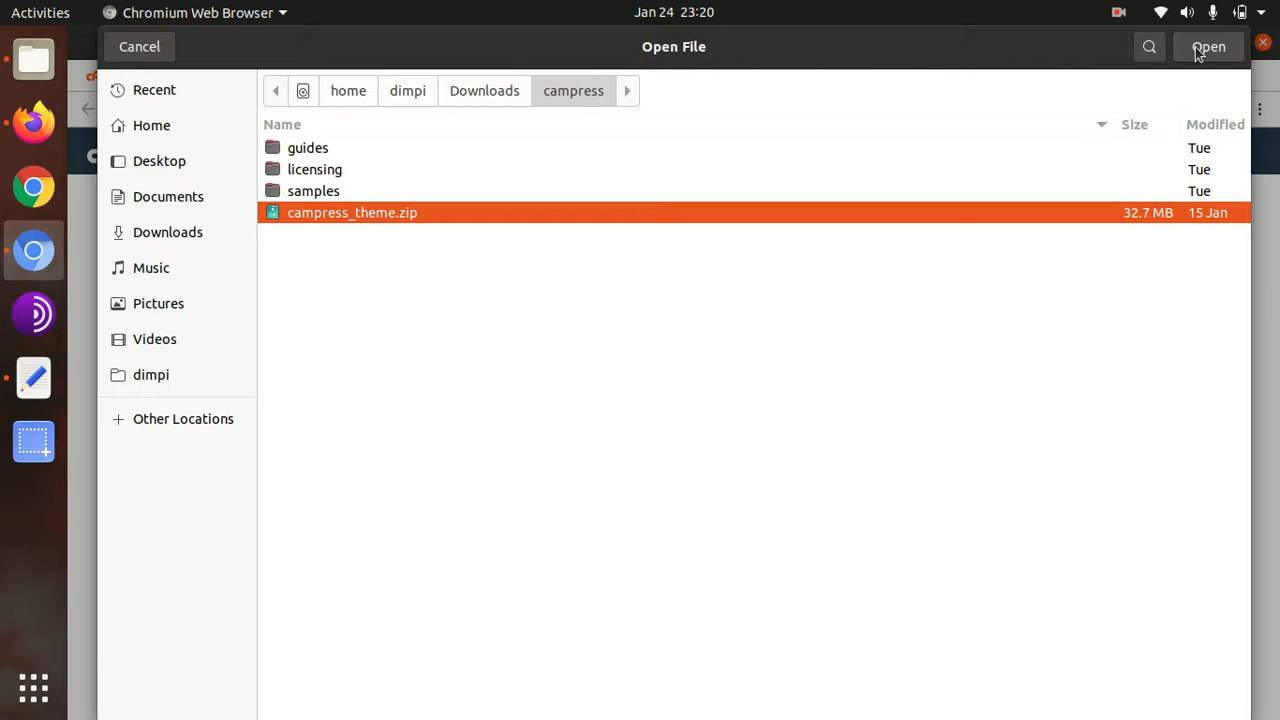 Activities Chromium Web Browser Jan 24 23:20
Cancel Open File Open
Recent
Home
Desktop
Documents
Downloads
Music
Pictures
Videos
dimpi
Other Locations
home dimpi Downloads campress
Name Size Modified
guides Tue
licensing Tue
samples Tue
campress_theme.zip 32.7 MB 15 Jan